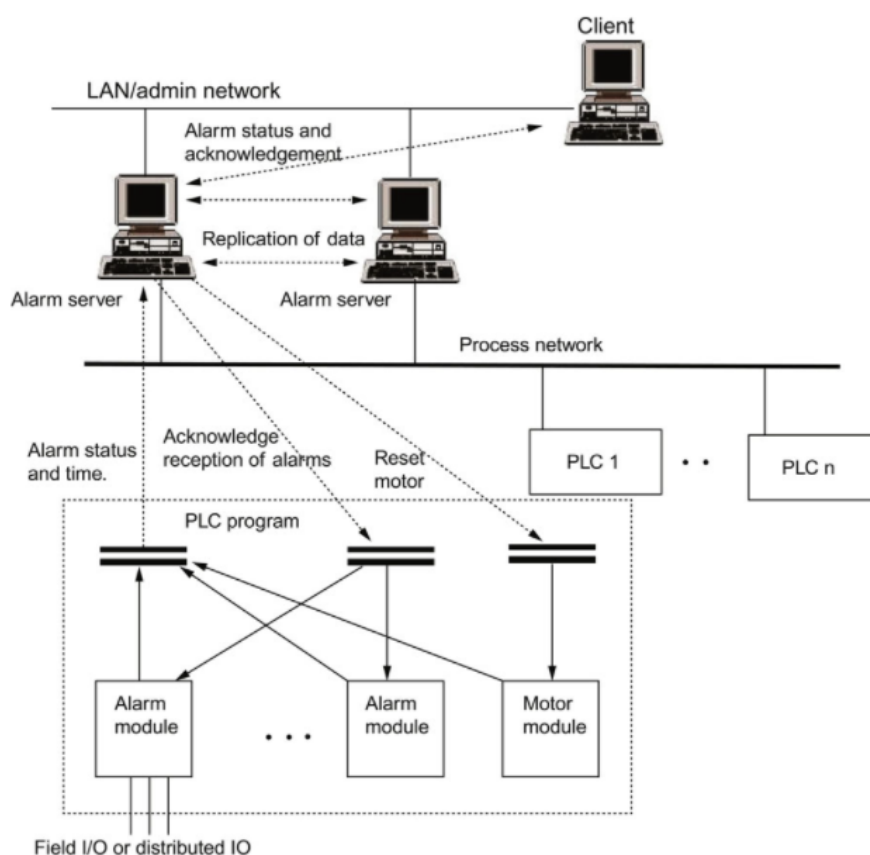 Client
LAN/admin network
Alarm status and
acknowledgement
Replication of data
Alarm server
Alarm server
Process network
Alarm status
and time.
Acknowledge
reception of alarms
Reset
motor
PLC 1
PLC n
PLC program
Alarm
module
Alarm
module
Motor
module
Field I/O or distributed IO